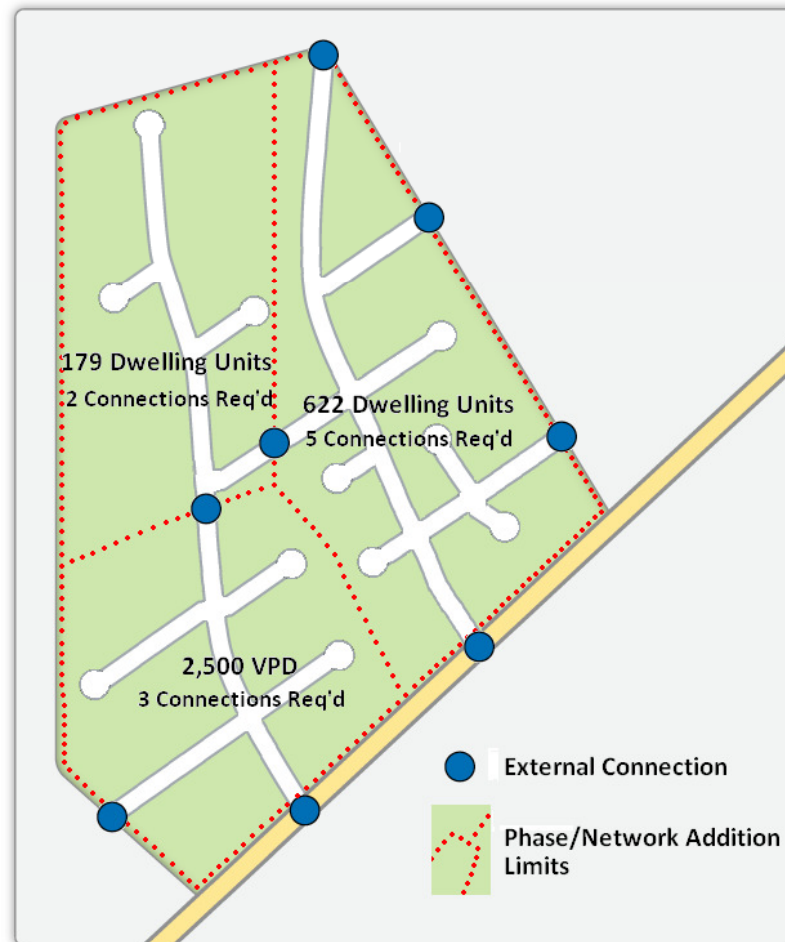 179 Dwelling Units
2 Connections Req'd
622 Dwelling Units
5 Connections Req'd
2,500 VPD
3 Connections Req'd
External Connection
Phase/Network Addition
Limits